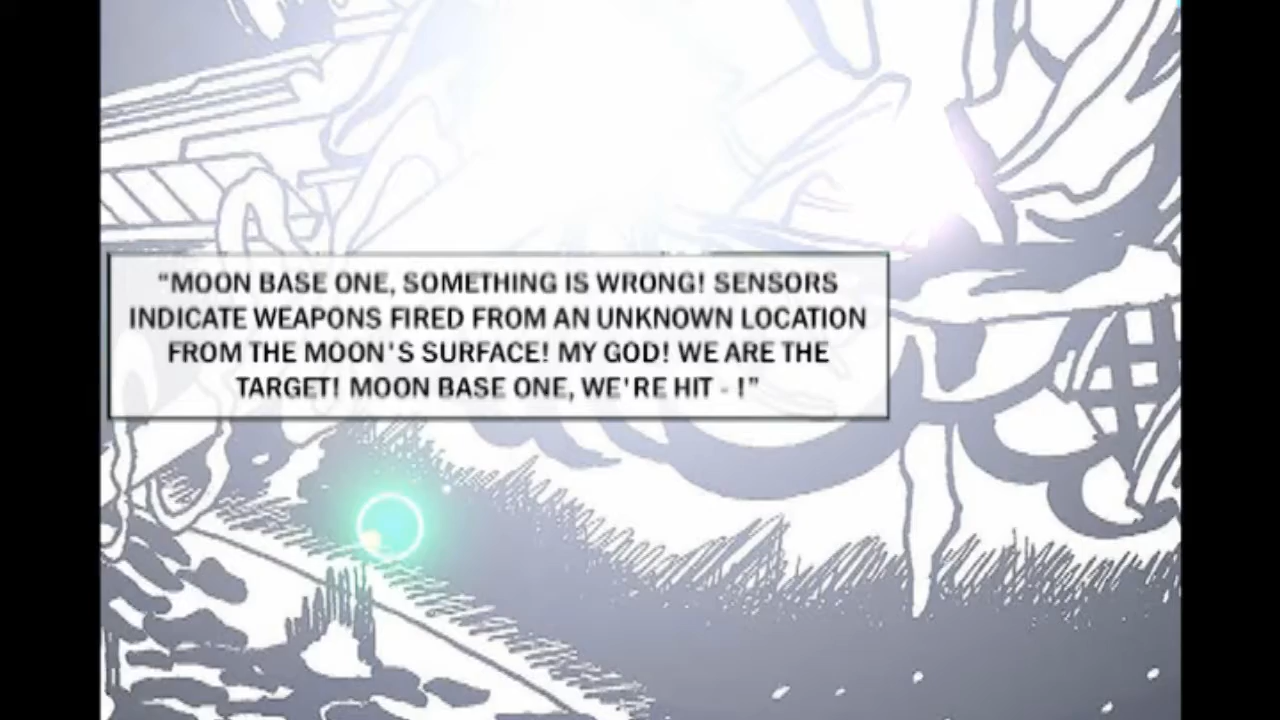 “MOON BASE ONE, SOMETHING IS WRONG! SENSORS
INDICATE WEAPONS FIRED FROM AN UNKNOWN LOCATION
FROM THE MOON'S SURFACE! MY GOD! WE ARE THE
TARGET! MOON BASE ONE, WE'RE HIT - !”